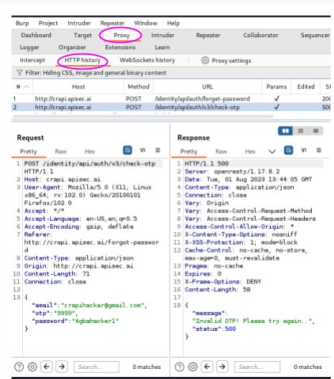 Burp Project Intruder Repeater Window Help
Dashboard Target Proxy Intruder Repeater Collaborator Sequencer
Logger Organizer Extensions Learn
Intercept HTTP history WebSockets history Proxy settings
Filter: Hiding CSS, image and general binary content
# Host Method URL Params Edited
1 http://crapi.apisec.ai POST /identity/api/auth/forget-password ✓ 200
2 http://crapi.apisec.ai POST /identity/api/auth/v3/check-otp ✓ 500
Request
Pretty Raw Hex
1 POST /identity/api/auth/v3/check-otp
HTTP/1.1
2 Host: crapi.apisec.ai
3 User-Agent: Mozilla/5.0 (X11; Linux
x86_64; rv:102.0) Gecko/20100101
Firefox/102.0
4 Accept: */*
5 Accept-Language: en-US,en;q=0.5
6 Accept-Encoding: gzip, deflate
7 Referer:
http://crapi.apisec.ai/forgot-passwor
d
8 Content-Type: application/json
9 Origin: http://crapi.apisec.ai
10 Content-Length: 71
11 Connection: close
12
13 {
"email":"crapihacker@gmail.com",
"otp":"9999",
"password":"#gbahacker1"
}
Search... 0 matches
Response
Pretty Raw Hex
1 HTTP/1.1 500
2 Server: openresty/1.17.8.2
3 Date: Tue, 01 Aug 2023 13:44:05 GMT
4 Content-Type: application/json
5 Connection: close
6 Vary: Origin
7 Vary: Access-Control-Request-Method
8 Vary: Access-Control-Request-Headers
9 Access-Control-Allow-Origin: *
10 X-Content-Type-Options: nosniff
11 X-XSS-Protection: 1; mode=block
12 Cache-Control: no-cache, no-store,
max-age=0, must-revalidate
13 Pragma: no-cache
14 Expires: 0
15 X-Frame-Options: DENY
16 Content-Length: 58
17
18 {
"message":
"Invalid OTP! Please try again..",
"status":500
}
Search... 0 matches